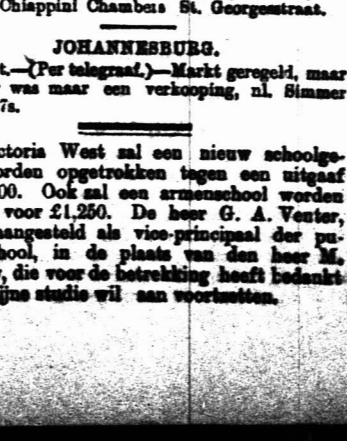 Chiappini Chambers St. Georgesstraat.
JOHANNESBURG.
t.—(Per telegraaf.)—Markt geregeld, maar
was maar een verkooping, nl. Simmer
7s.
ctoria West sal een nieuw schoolge-
orden opgetrokken tegen een uitgaaf
00. Ook sal een armenschool worden
voor £1,250. De heer G. A. Venter,
aangesteld als vice-principaal der pu-
hool, in de plaats van den heer M.
, die voor de betrekking heeft bedankt
ijne studie wil aan voortzetten.